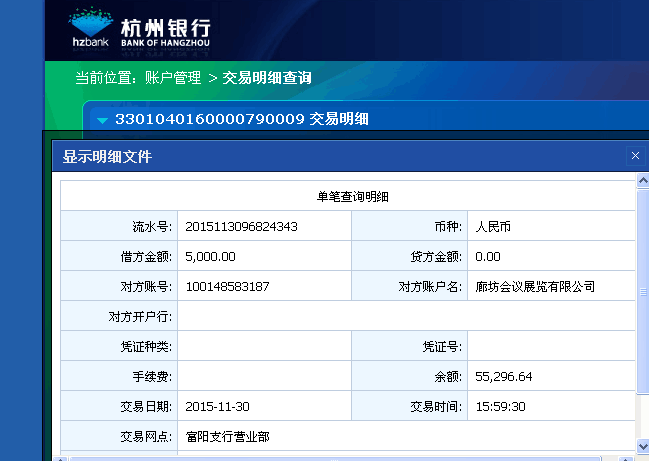 杭州银行
hzbank BANK OF HANGZHOU
当前位置：账户管理 > 交易明细查询
3301040160000790009 交易明细
显示明细文件
单笔查询明细
流水号: 2015113096824343 币种: 人民币
借方金额: 5,000.00 贷方金额: 0.00
对方账号: 100148583187 对方账户名: 廊坊会议展览有限公司
对方开户行:
凭证种类: 凭证号:
手续费: 余额: 55,296.64
交易日期: 2015-11-30 交易时间: 15:59:30
交易网点: 富阳支行营业部